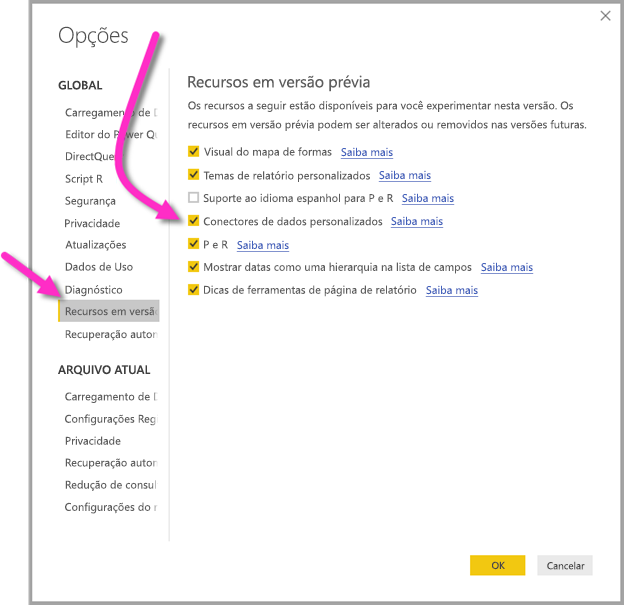 Opções
GLOBAL
Carregamento de D
Editor do Power Qu
DirectQue
Script R
Segurança
Privacidade
Atualizações
Dados de Uso
Diagnóstico
Recursos em versã
Recuperação autom
ARQUIVO ATUAL
Carregamento de D
Configurações Reg
Privacidade
Recuperação autom
Redução de consul
Configurações do r
Recursos em versão prévia
Os recursos a seguir estão disponíveis para você experimentar nesta versão. Os
recursos em versão prévia podem ser alterados ou removidos nas versões futuras.
Visual do mapa de formas Saiba mais
Temas de relatório personalizados Saiba mais
Suporte ao idioma espanhol para P e R Saiba mais
Conectores de dados personalizados Saiba mais
P e R Saiba mais
Mostrar datas como uma hierarquia na lista de campos Saiba mais
Dicas de ferramentas de página de relatório Saiba mais
OK Cancelar